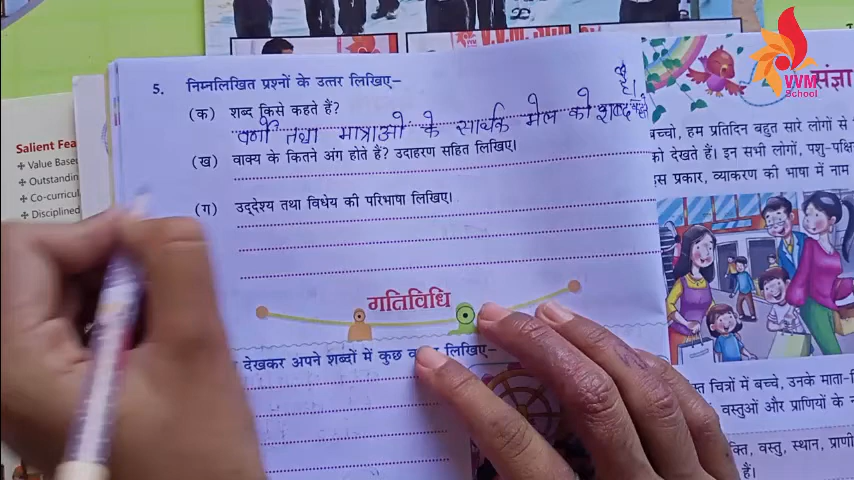 VVM
School
5. निम्नलिखित प्रश्नों के उत्तर लिखिए–
(क) शब्द किसे कहते हैं?
वर्णों तथा मात्राओं के सार्थक मेल को शब्द कहते हैं।
(ख) वाक्य के कितने अंग होते हैं? उदाहरण सहित लिखिए।
(ग) उद्देश्य तथा विधेय की परिभाषा लिखिए।
गतिविधि
देखकर अपने शब्दों में कुछ लिखिए–
Salient Fea
Value Based
Outstandin
Co-curricul
Disciplined
संज्ञा
बच्चो, हम प्रतिदिन बहुत सारे लोगों से
को देखते हैं। इन सभी लोगों, पशु-पक्षि
इस प्रकार, व्याकरण की भाषा में नाम
चित्रों में बच्चे, उनके माता-
वस्तुओं और प्राणियों के
क्ति, वस्तु, स्थान, प्राणी
हैं।